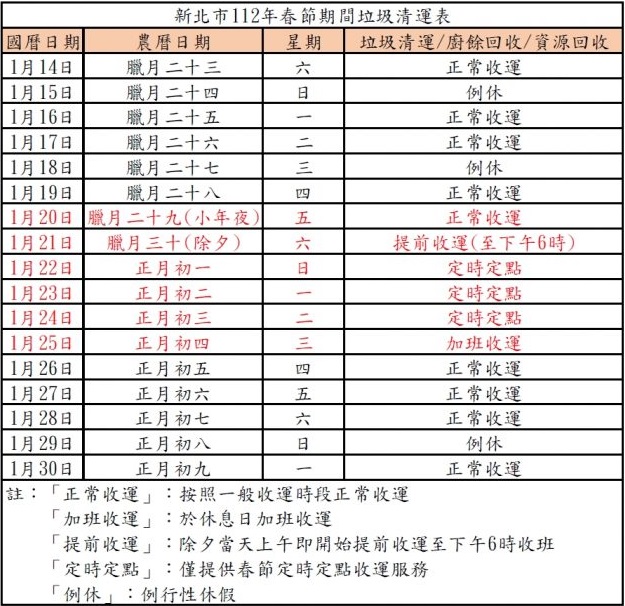 新北市112年春節期間垃圾清運表
國曆日期 農曆日期 星期 垃圾清運/廚餘回收/資源回收
1月14日 臘月二十三 六 正常收運
1月15日 臘月二十四 日 例休
1月16日 臘月二十五 一 正常收運
1月17日 臘月二十六 二 正常收運
1月18日 臘月二十七 三 例休
1月19日 臘月二十八 四 正常收運
1月20日 臘月二十九(小年夜) 五 正常收運
1月21日 臘月三十(除夕) 六 提前收運(至下午6時)
1月22日 正月初一 日 定時定點
1月23日 正月初二 一 定時定點
1月24日 正月初三 二 定時定點
1月25日 正月初四 三 加班收運
1月26日 正月初五 四 正常收運
1月27日 正月初六 五 正常收運
1月28日 正月初七 六 正常收運
1月29日 正月初八 日 例休
1月30日 正月初九 一 正常收運
註：「正常收運」：按照一般收運時段正常收運
「加班收運」：於休息日加班收運
「提前收運」：除夕當天上午即開始提前收運至下午6時收班
「定時定點」：僅提供春節定時定點收運服務
「例休」：例行性休假